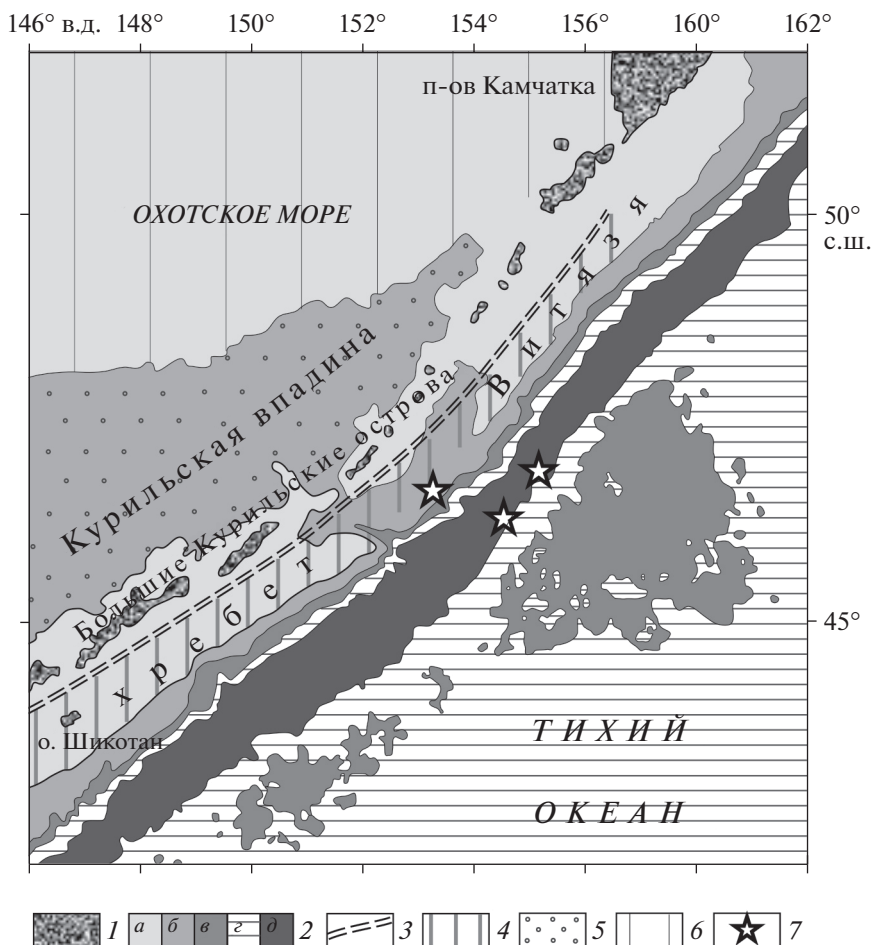 146° в.д. 148° 150° 152° 154° 156° 160° 162°
п-ов Камчатка
ОХОТСКОЕ МОРЕ
50°
с.ш.
Курильская впадина
Большие Курильские острова
хребет Витязя
45°
о. Шикотан
ТИХИЙ
ОКЕАН
1 а б в г д 2 3 4 5 6 7